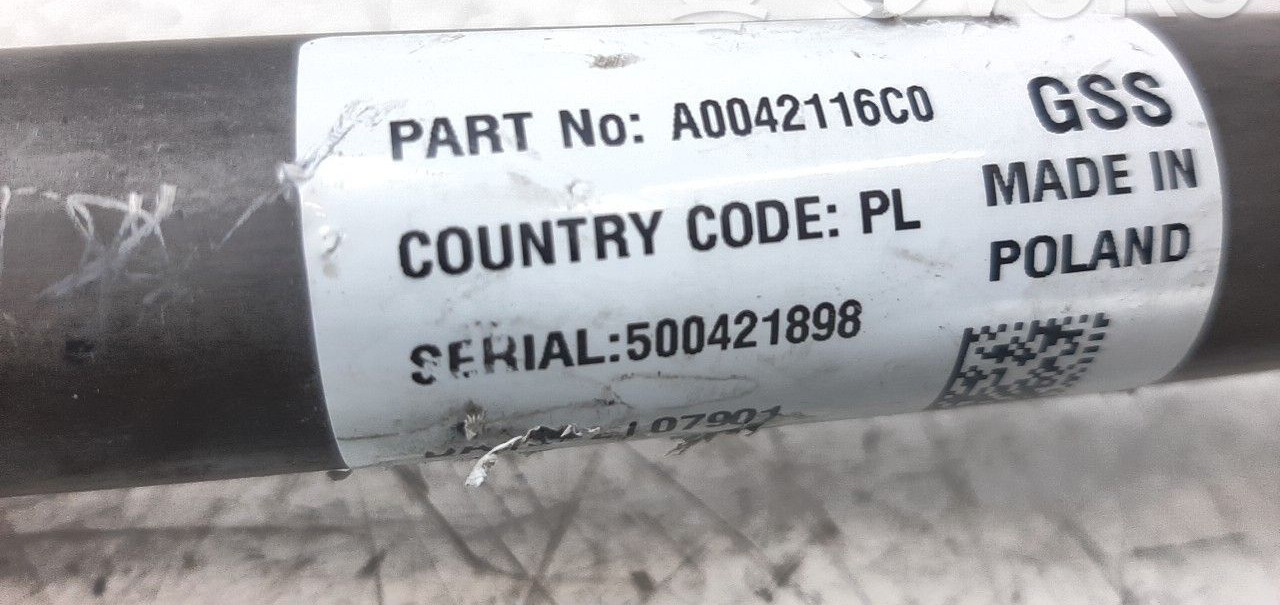 PART No: A0042116C0
COUNTRY CODE: PL
SERIAL:500421898
GSS
MADE IN
POLAND